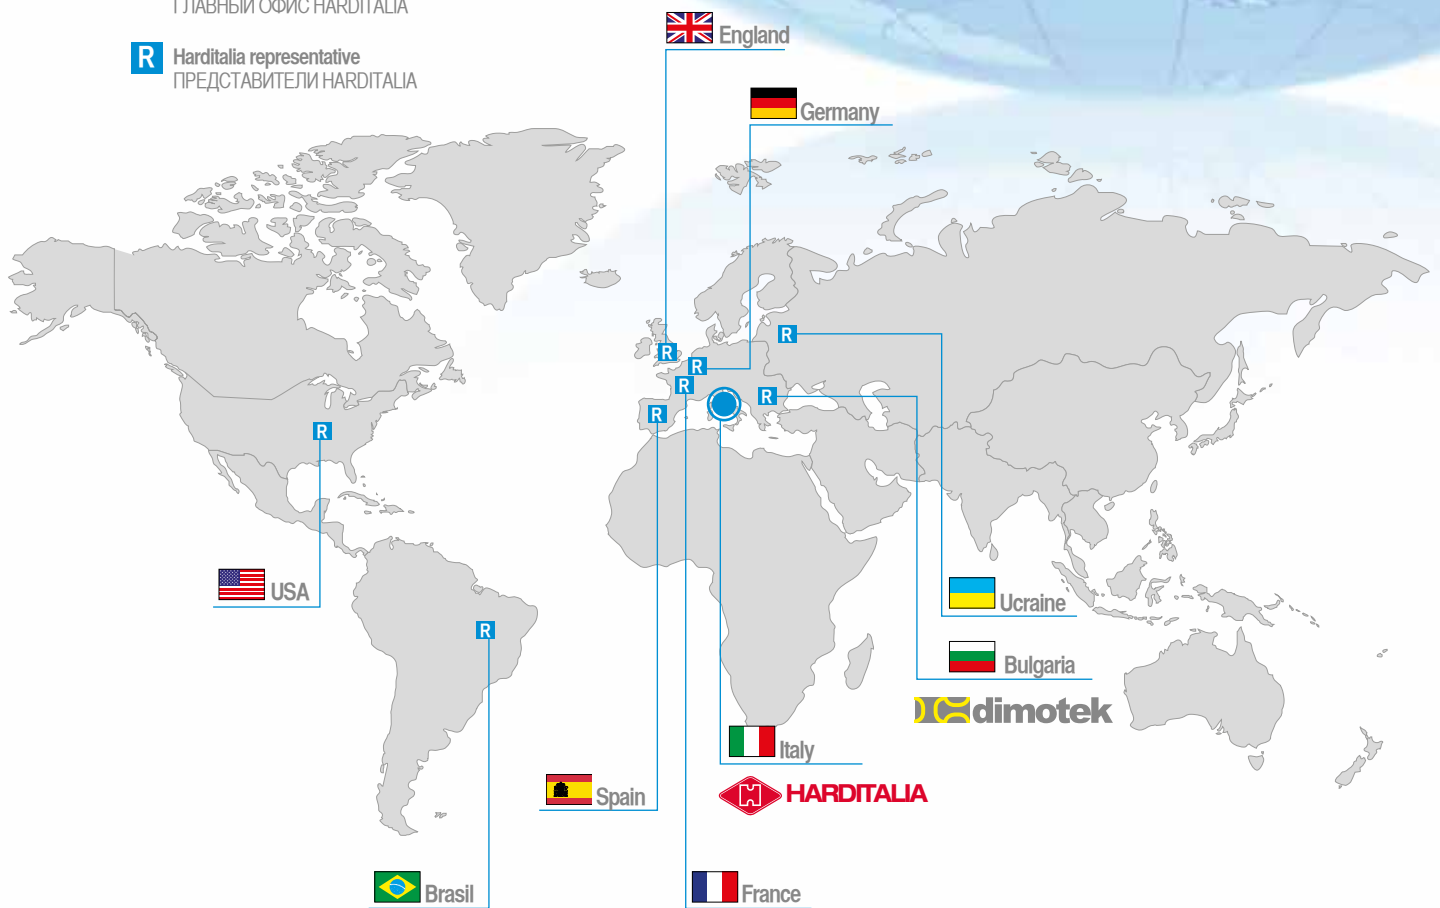 ГЛАВНЫЙ ОФИС HARDITALIA
R Harditalia representative
ПРЕДСТАВИТЕЛИ HARDITALIA
England
Germany
R
R
R
R
R
R
R
USA
R
Ucraine
Bulgaria
dimotek
Italy
HARDITALIA
Spain
Brasil
France